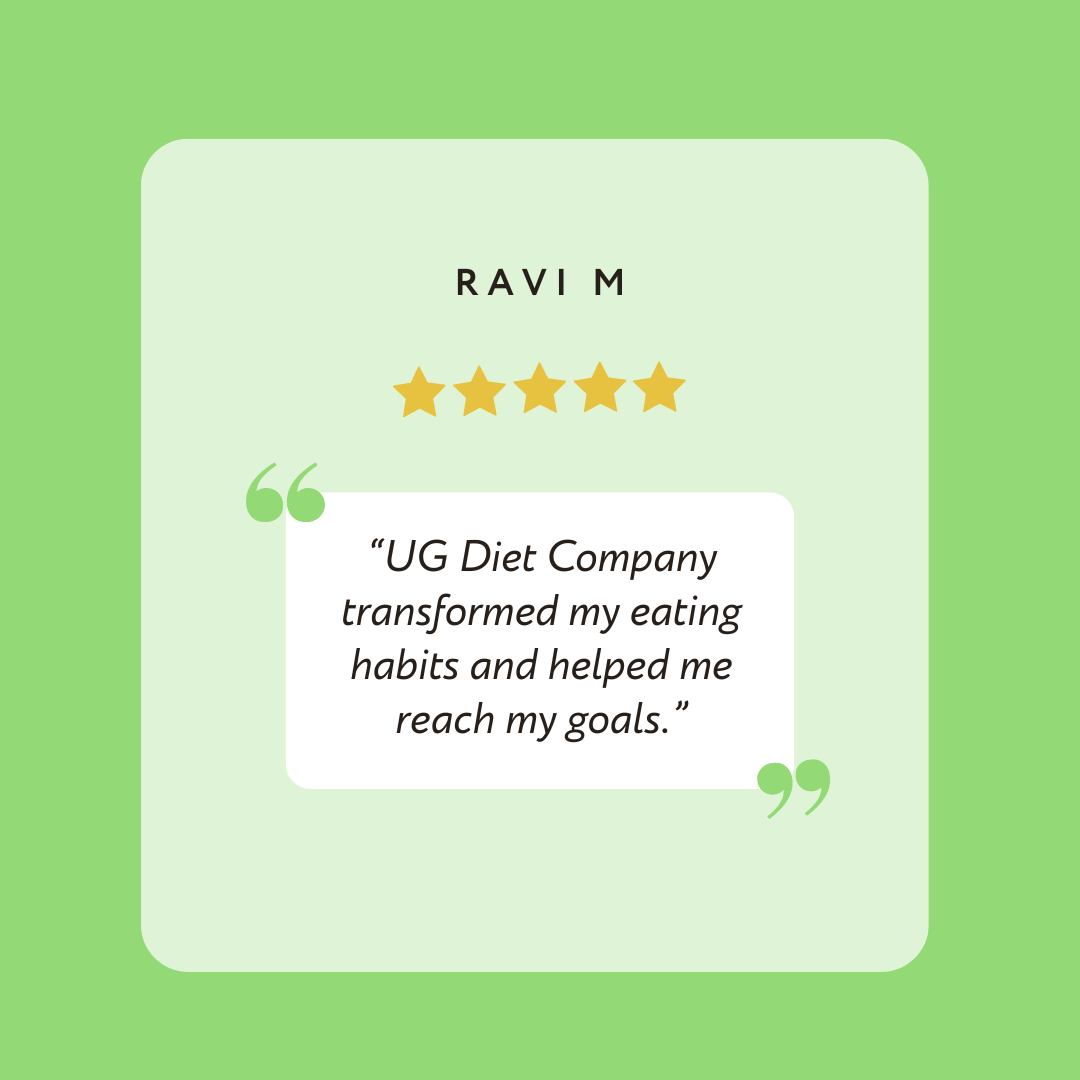 RAVI M
“UG Diet Company
transformed my eating
habits and helped me
reach my goals.”